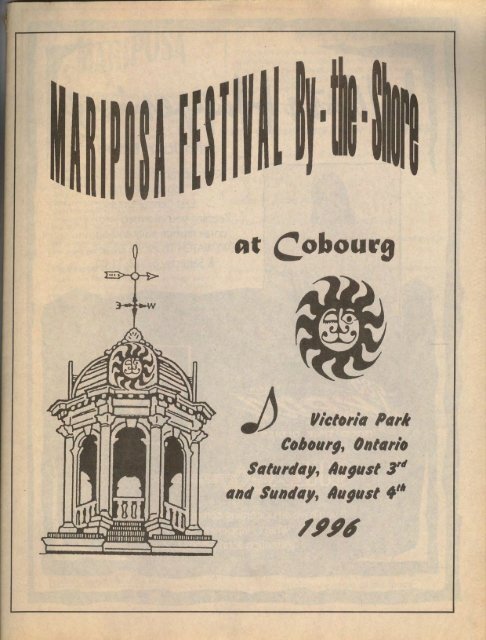 MARIPOSA FESTIVAL By-the-Shore
at Cobourg
3 W
Victoria Park
Cobourg, Ontario
Saturday, August 3rd
and Sunday, August 4th
1996